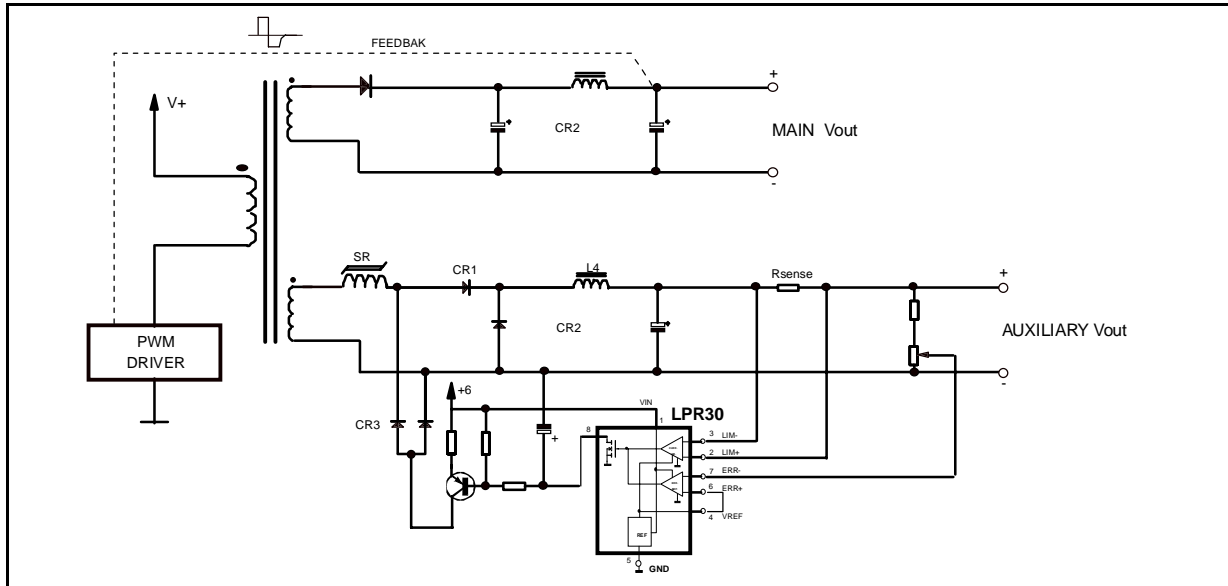 FEEDBAK
+
V+
CR2
MAIN Vout
-
SR
CR1
L4
Rsense
+
CR2
AUXILIARY Vout
PWM
DRIVER
-
+6
VIN
LPR30
1
CR3
8
+
3 LIM-
2 LIM+
7 ERR-
6 ERR+
4 VREF
REF
5
GND